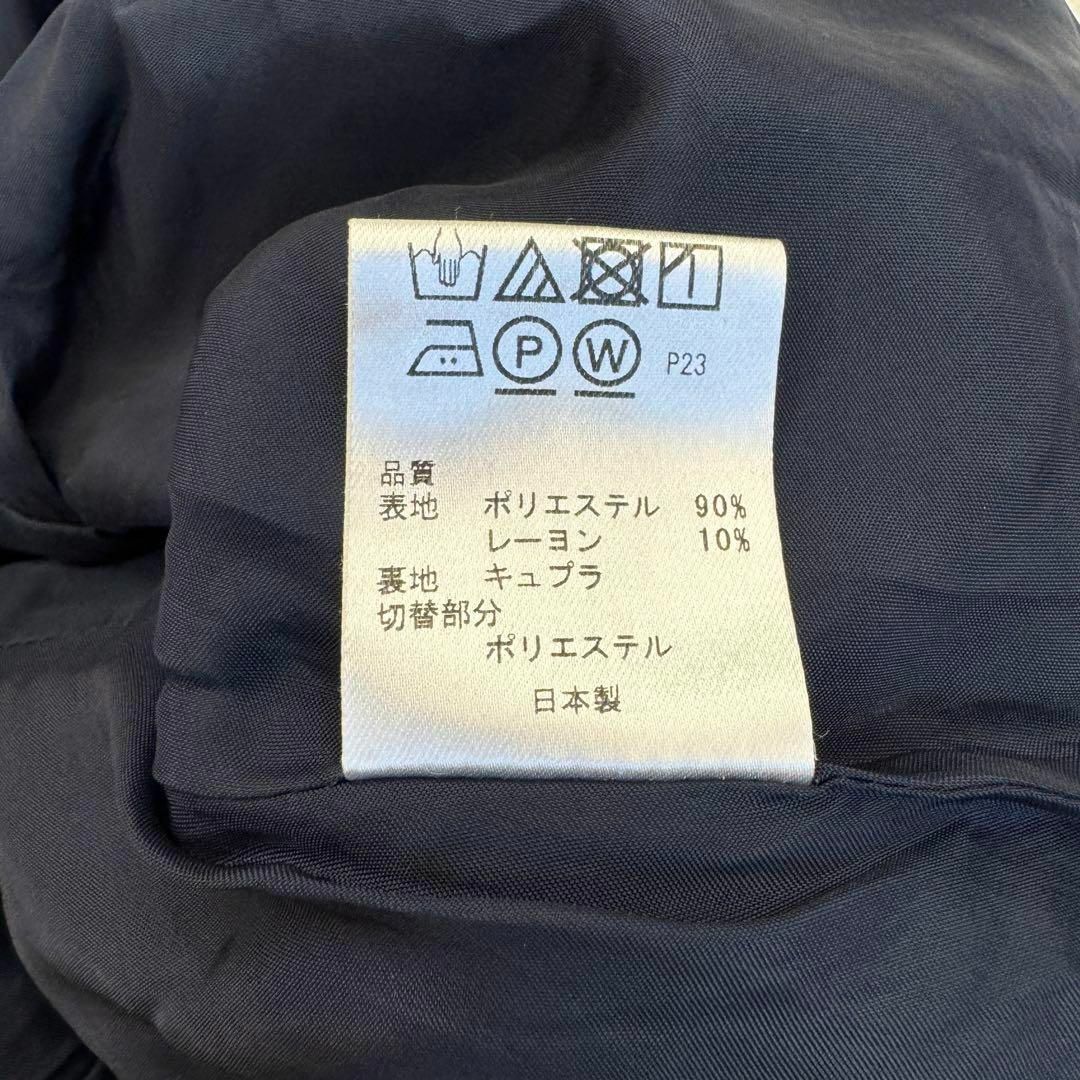 P W P23
品質
表地 ポリエステル 90%
レーヨン 10%
裏地 キュプラ
切替部分
ポリエステル
日本製